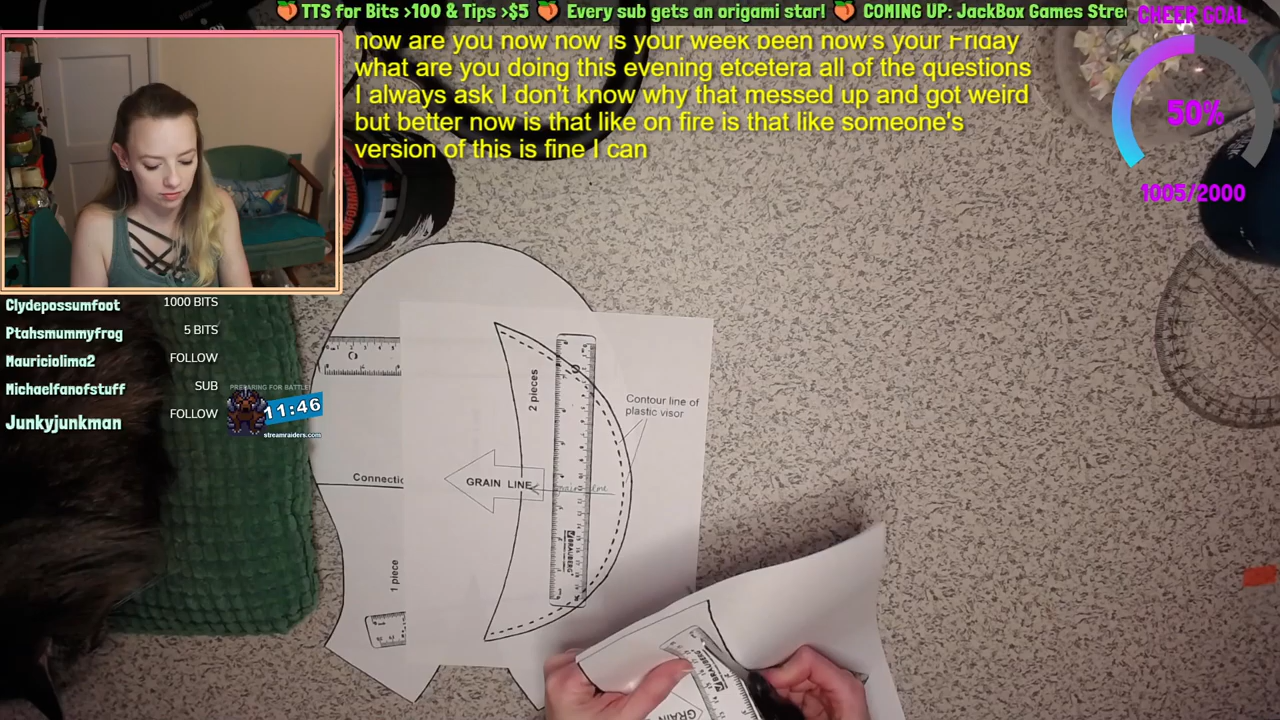 🍑 TTS for Bits >100 & Tips >$5 🍑 Every sub gets an origami star! 🍑 COMING UP: JackBox Games Stre
CHEER GOAL
now are you now now is your week been now's your Friday
what are you doing this evening etcetera all of the questions
I always ask I don't know why that messed up and got weird
but better now is that like on fire is that like someone's
version of this is fine I can
50%
1005/2000
Clydepossumfoot 1000 BITS
Ptahsmummyfrog 5 BITS
Mauriciolima2 FOLLOW
Michaelfanofstuff SUB
Junkyjunkman FOLLOW
PREPARING FOR BATTLE!
11:46
streamraiders.com
2 pieces
Contour line of
plastic visor
GRAIN LINE
grain line
Connectio
1 piece
BRAUBERG
BRAUBERG
GRAIN